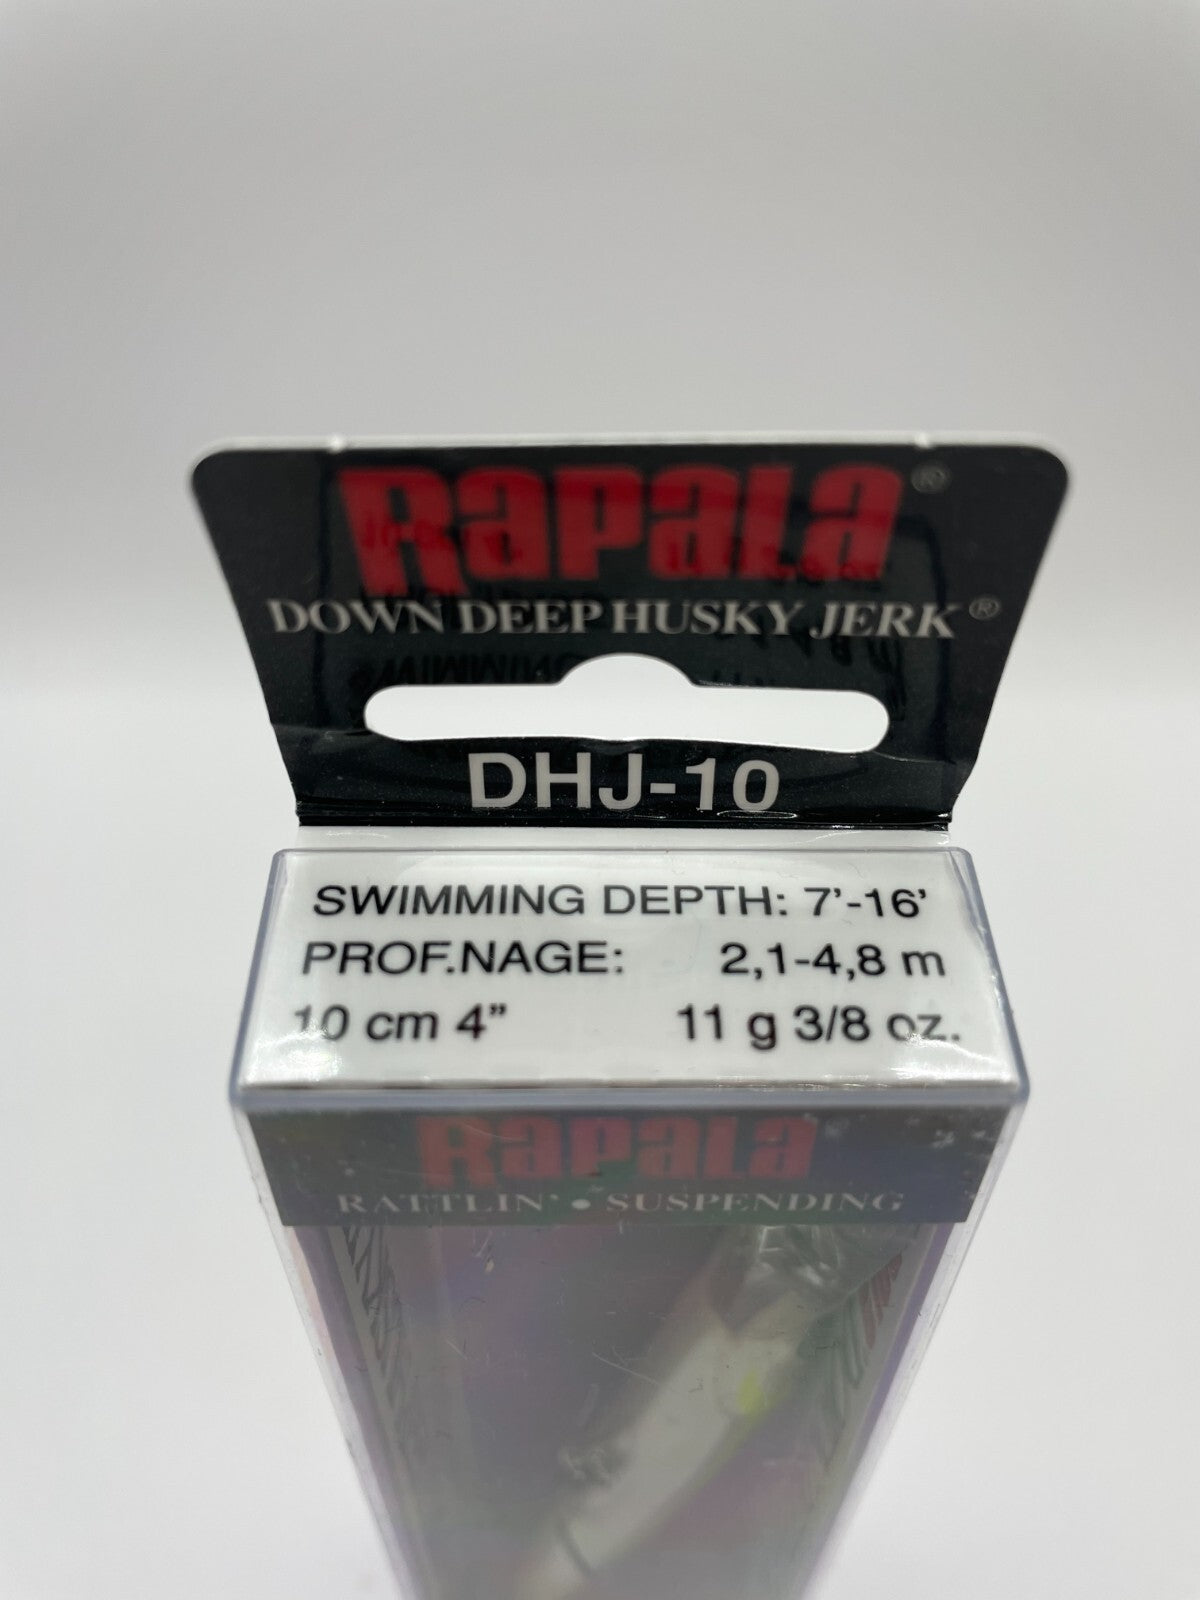 RAPALA®
DOWN DEEP HUSKY JERK®
DHJ-10
SWIMMING DEPTH: 7'-16'
PROF.NAGE: 2,1-4,8 m
10 cm 4" 11 g 3/8 oz.
RAPALA®
RATTLIN' • SUSPENDING